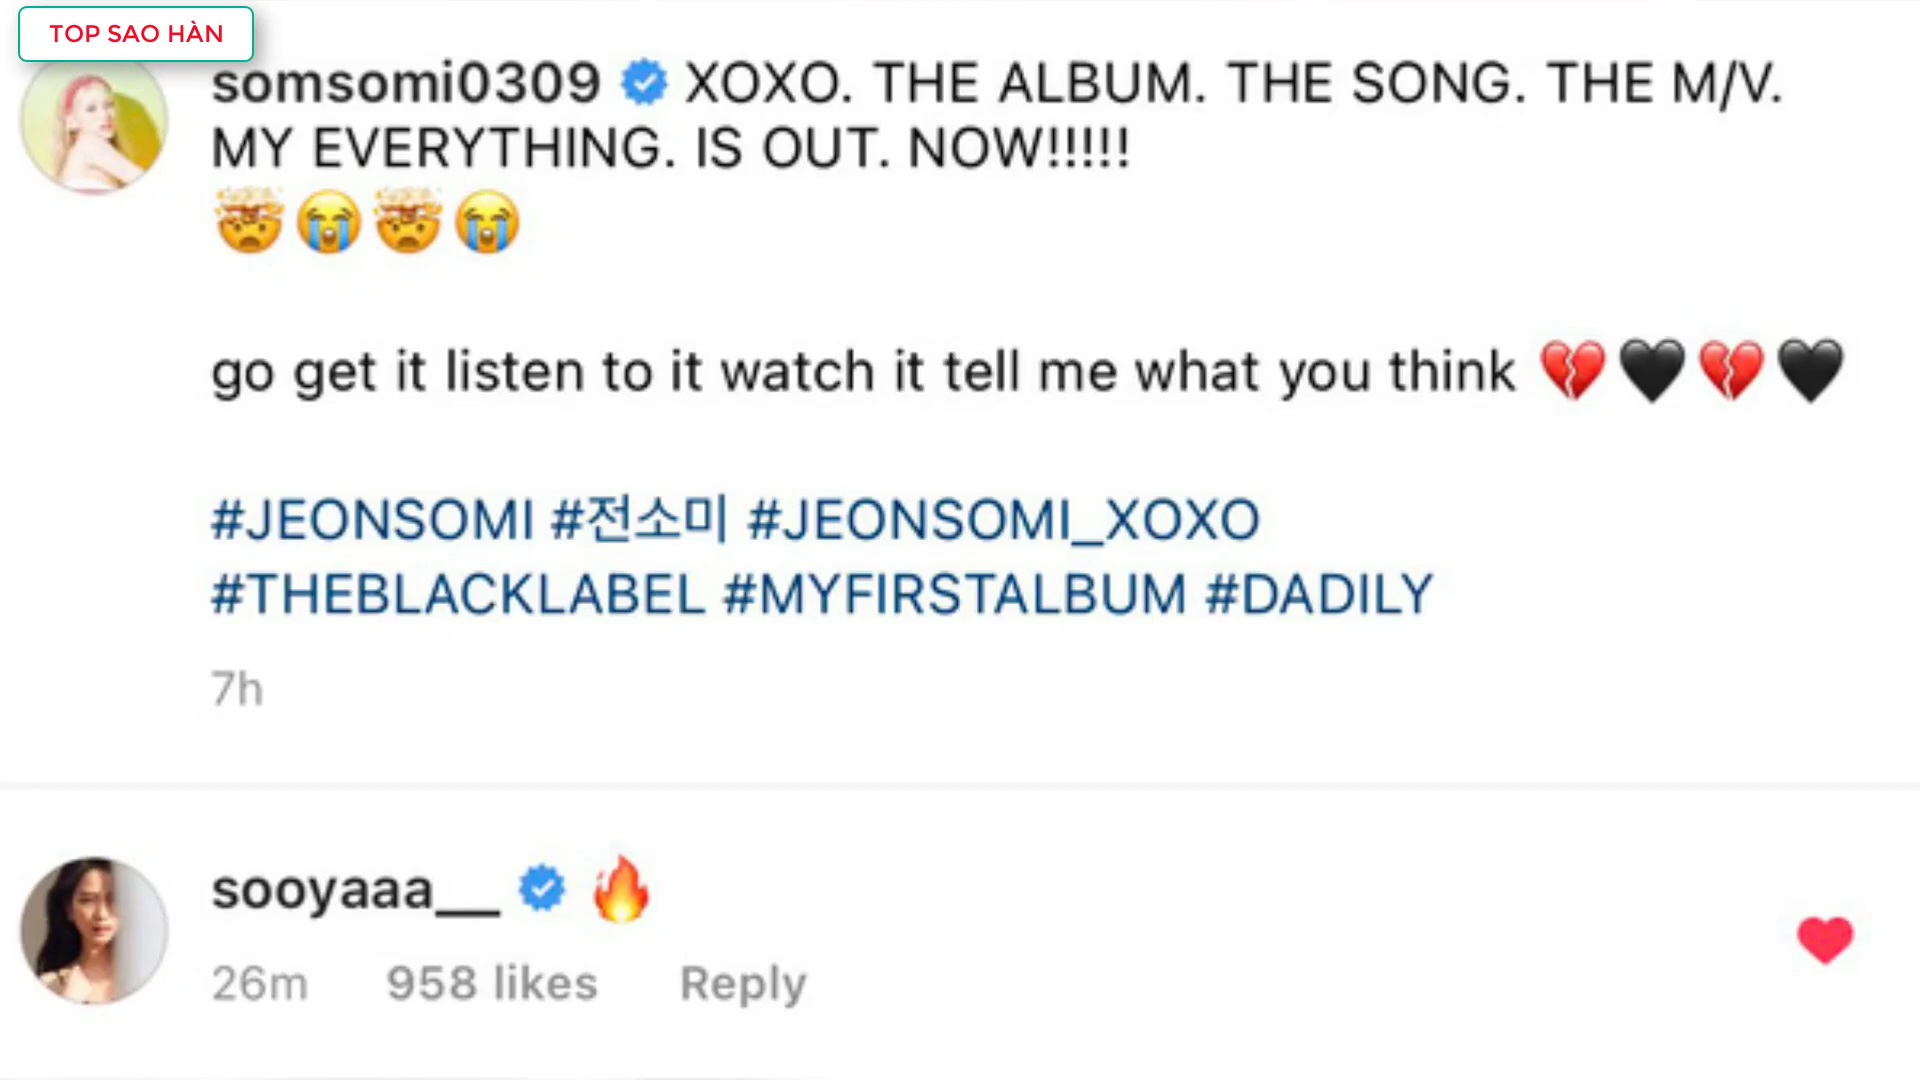 TOP SAO HÀN
somsomi0309 XOXO. THE ALBUM. THE SONG. THE M/V.
MY EVERYTHING. IS OUT. NOW!!!!!
🤯😭🤯😭
go get it listen to it watch it tell me what you think 💔🖤💔🖤
#JEONSOMI #전소미 #JEONSOMI_XOXO
#THEBLACKLABEL #MYFIRSTALBUM #DADILY
7h
sooyaaa__ 🔥
26m 958 likes Reply